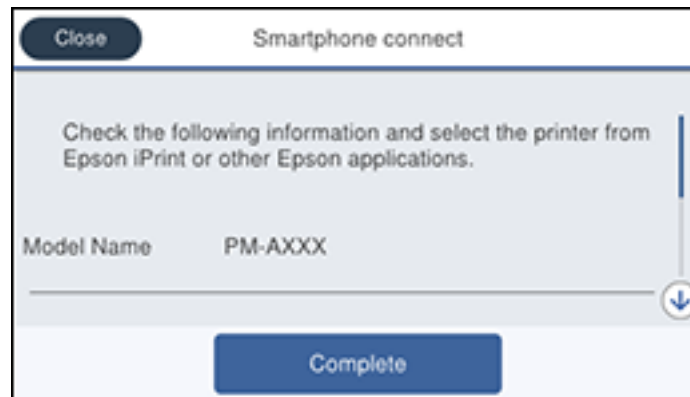 Close
Smartphone connect
Check the following information and select the printer from
Epson iPrint or other Epson applications.
Model Name PM-AXXX
Complete